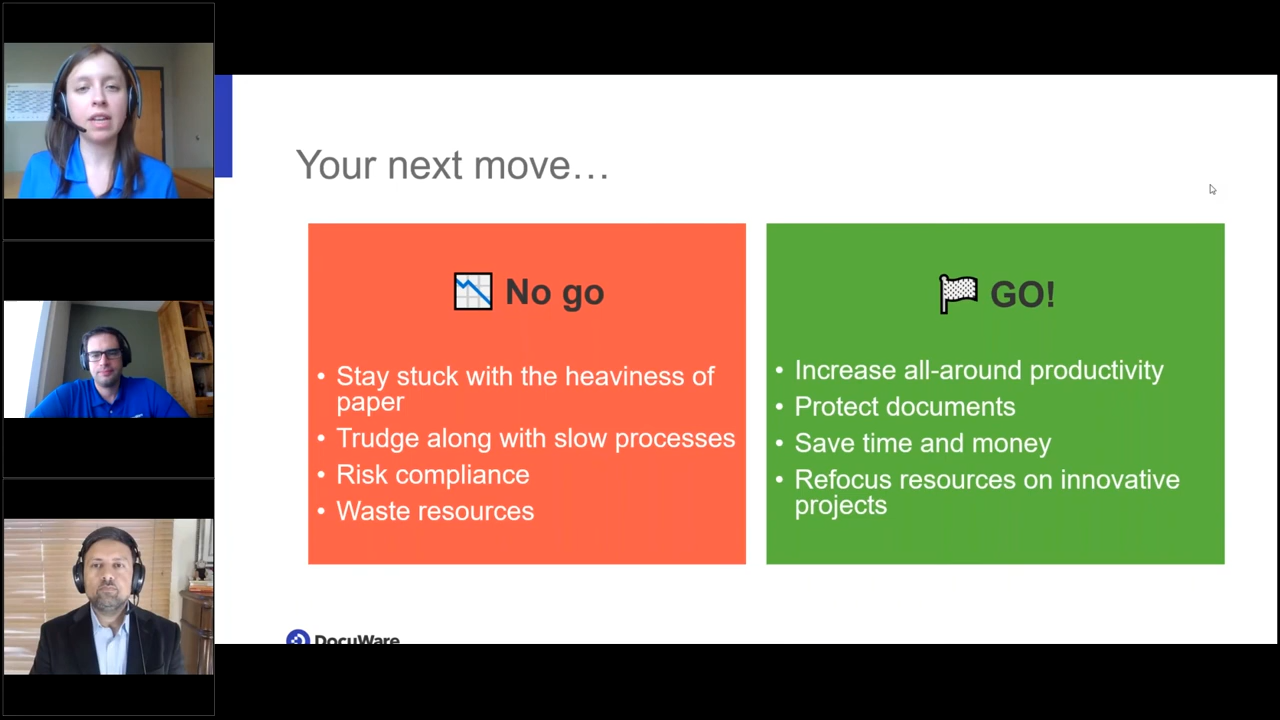 Your next move…
No go
Stay stuck with the heaviness of
paper
Trudge along with slow processes
Risk compliance
Waste resources
GO!
Increase all-around productivity
Protect documents
Save time and money
Refocus resources on innovative
projects
DocuWare